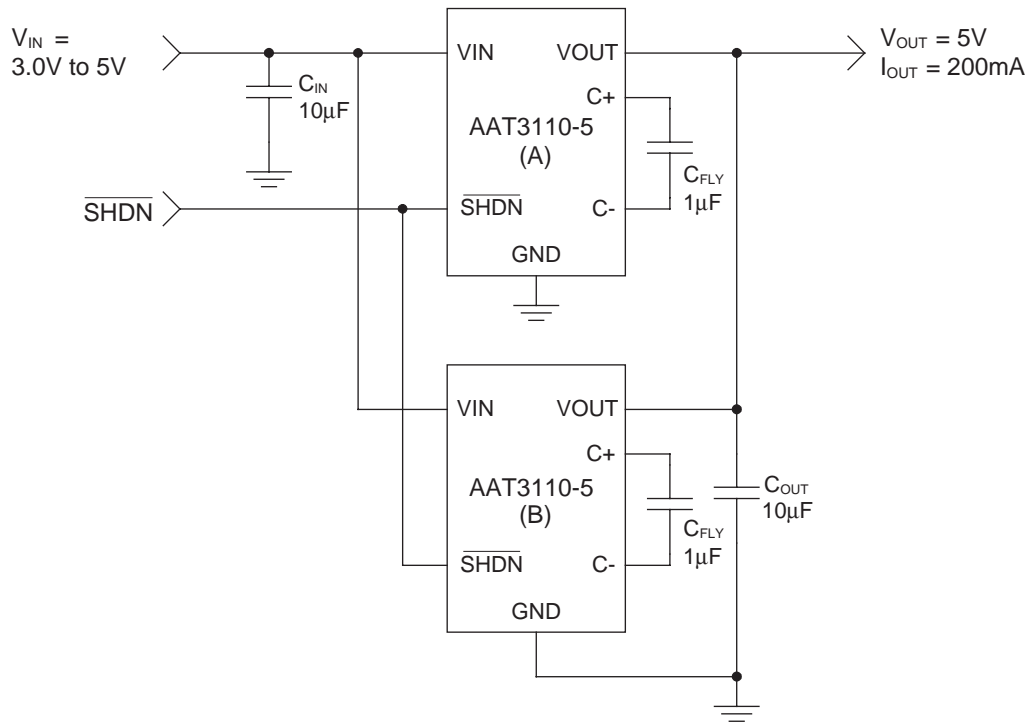 V_IN =
3.0V to 5V
C_IN
10μF
SHDN
VIN
VOUT
C+
AAT3110-5
(A)
SHDN
C-
GND
C_FLY
1μF
V_OUT = 5V
I_OUT = 200mA
VIN
VOUT
C+
AAT3110-5
(B)
SHDN
C-
GND
C_FLY
1μF
C_OUT
10μF